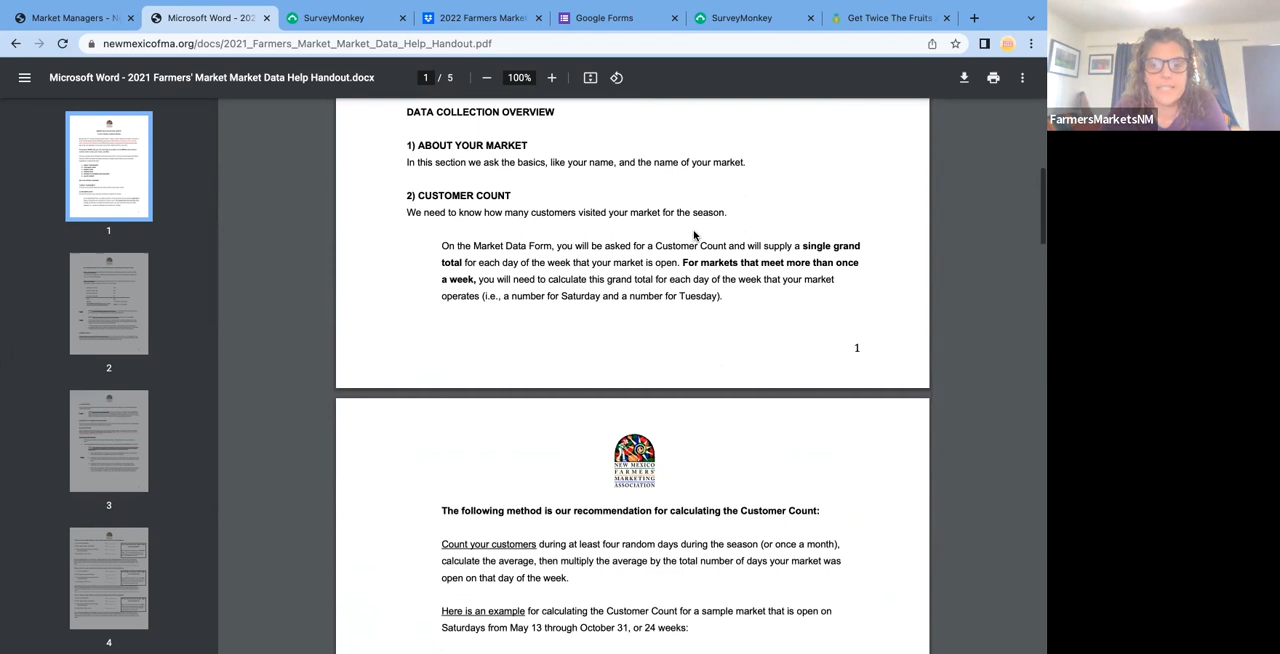 Market Managers - N
Microsoft Word - 202
SurveyMonkey
2022 Farmers Marke
Google Forms
SurveyMonkey
Get Twice The Fruits
newmexicofma.org/docs/2021_Farmers_Market_Market_Data_Help_Handout.pdf
Microsoft Word - 2021 Farmers' Market Market Data Help Handout.docx
1 / 5
100%
FarmersMarketsNM
DATA COLLECTION OVERVIEW
1) ABOUT YOUR MARKET
In this section we ask the basics, like your name, and the name of your market.
2) CUSTOMER COUNT
We need to know how many customers visited your market for the season.
On the Market Data Form, you will be asked for a Customer Count and will supply a single grand
total for each day of the week that your market is open. For markets that meet more than once
a week, you will need to calculate this grand total for each day of the week that your market
operates (i.e., a number for Saturday and a number for Tuesday).
1
NEW MEXICO
FARMERS'
MARKETING
ASSOCIATION
The following method is our recommendation for calculating the Customer Count:
Count your customers during at least four random days during the season (or once a month),
calculate the average, then multiply the average by the total number of days your market was
open on that day of the week.
Here is an example for calculating the Customer Count for a sample market that is open on
Saturdays from May 13 through October 31, or 24 weeks:
1
2
3
4